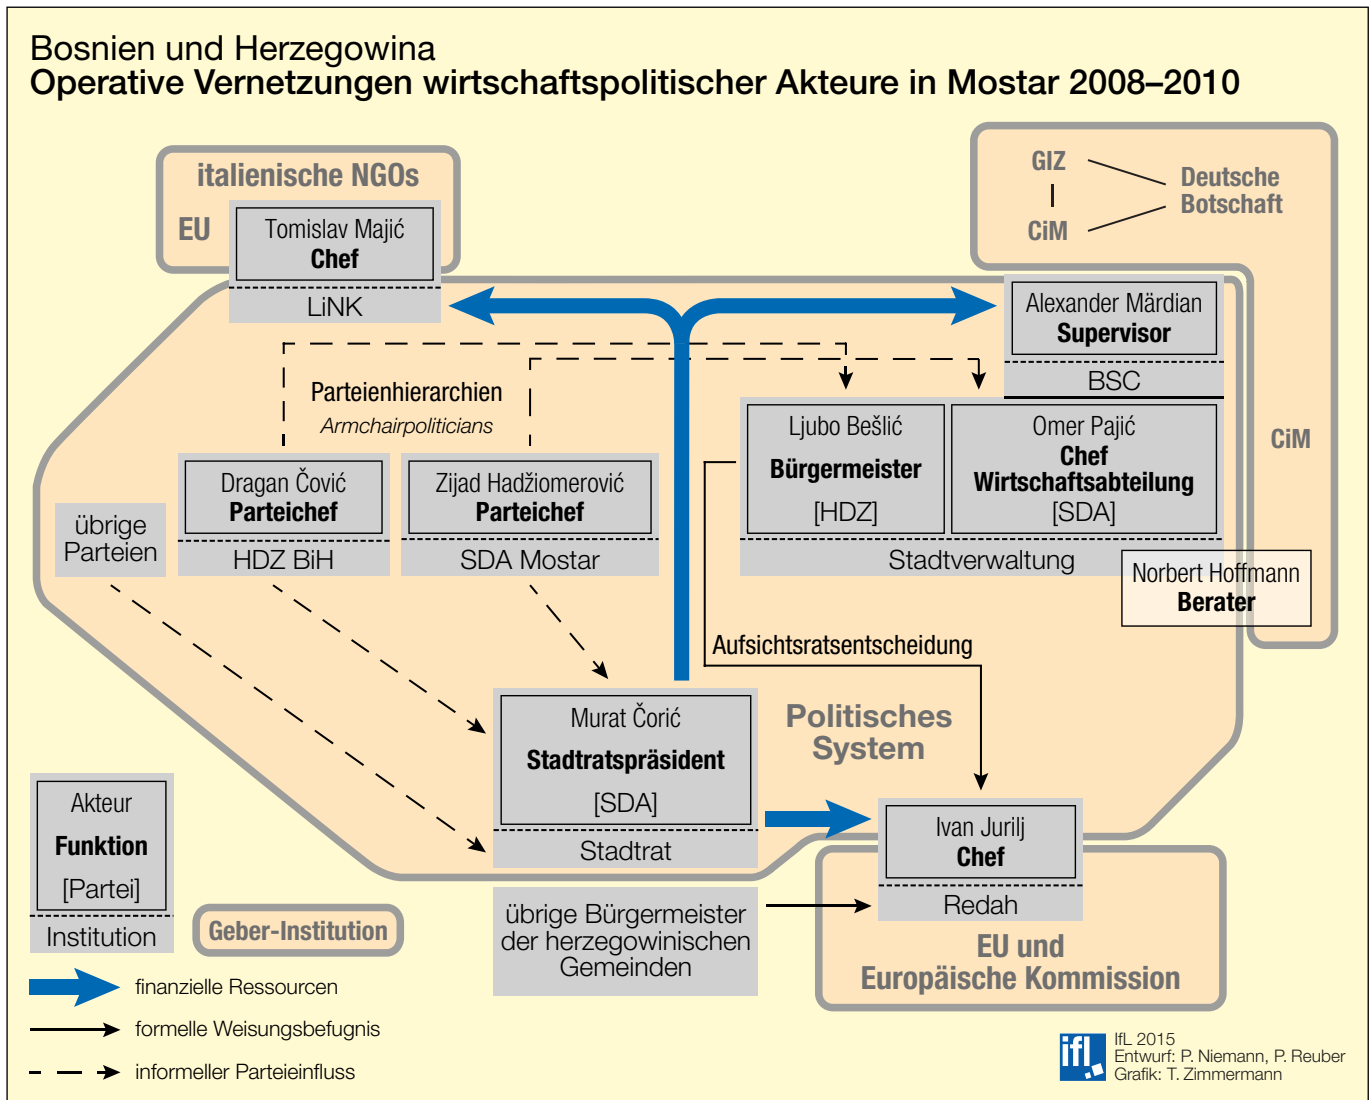 Bosnien und Herzegowina
Operative Vernetzungen wirtschaftspolitischer Akteure in Mostar 2008–2010
italienische NGOs
EU
Tomislav Majić
Chef
LiNK
GIZ
CiM
Deutsche
Botschaft
Alexander Märdian
Supervisor
BSC
CiM
Parteienhierarchien
Armchairpoliticians
Ljubo Bešlić
Bürgermeister
[HDZ]
Omer Pajić
Chef
Wirtschaftsabteilung
[SDA]
Stadtverwaltung
Norbert Hoffmann
Berater
übrige
Parteien
Dragan Čović
Parteichef
HDZ BiH
Zijad Hadžiomerović
Parteichef
SDA Mostar
Aufsichtsratsentscheidung
Murat Čorić
Stadtratspräsident
[SDA]
Stadtrat
Politisches
System
Ivan Jurilj
Chef
Redah
EU und
Europäische Kommission
übrige Bürgermeister
der herzegowinischen
Gemeinden
Akteur
Funktion
[Partei]
Institution
Geber-Institution
finanzielle Ressourcen
formelle Weisungsbefugnis
informeller Parteieinfluss
ifl
IfL 2015
Entwurf: P. Niemann, P. Reuber
Grafik: T. Zimmermann